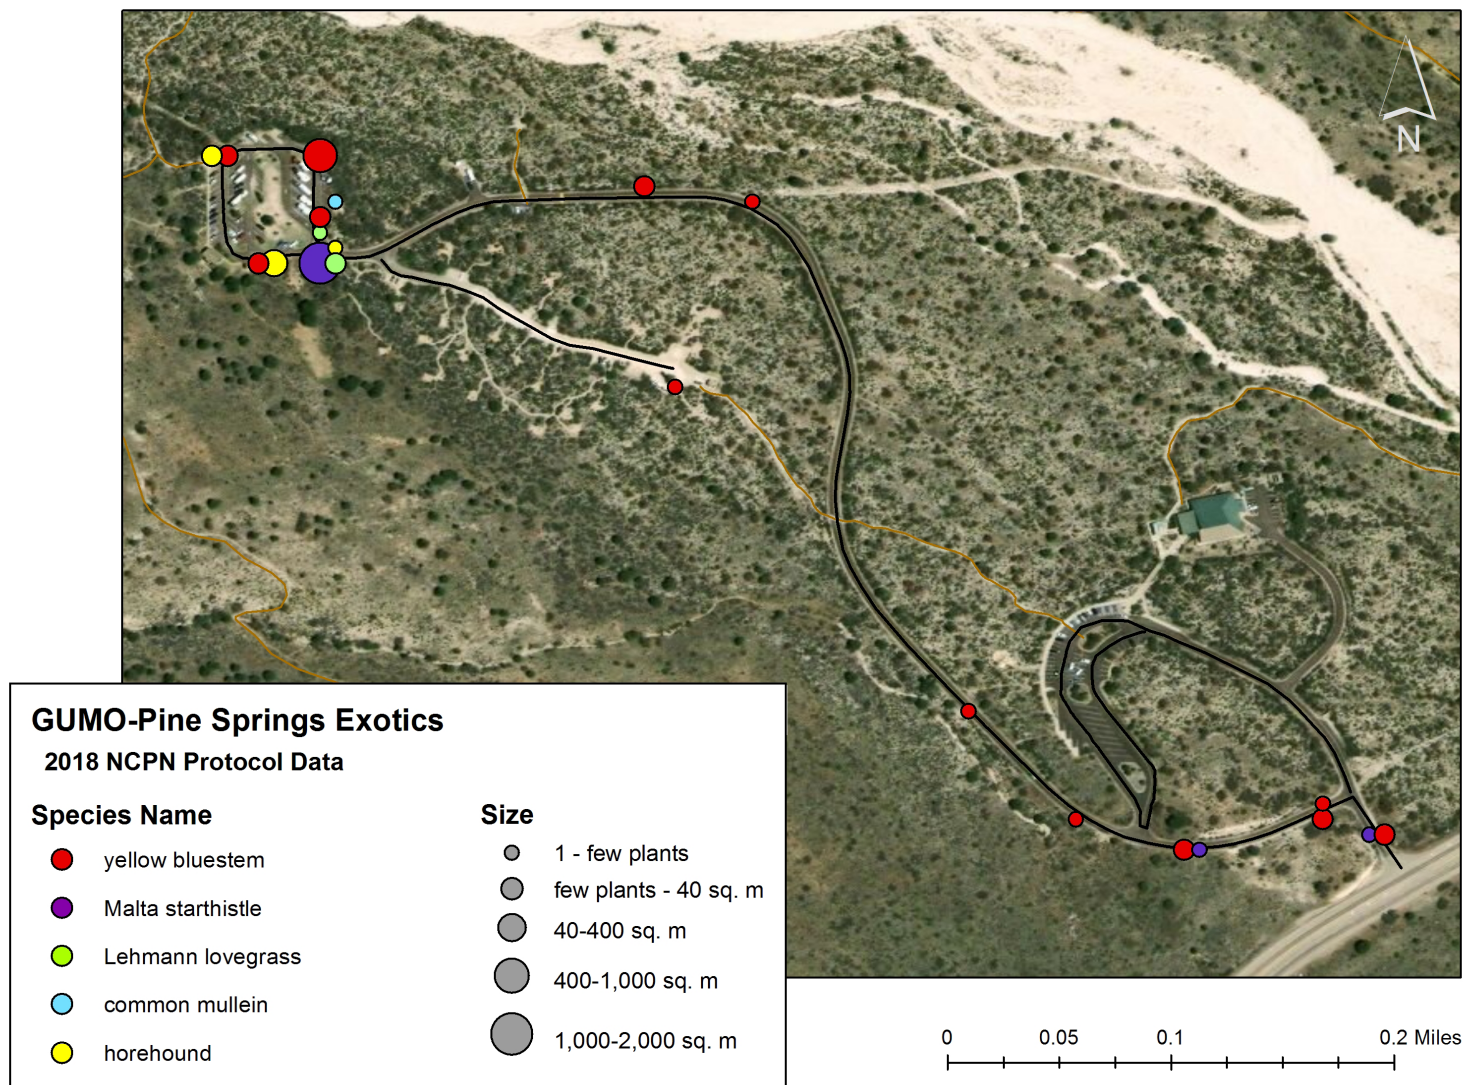 N
GUMO-Pine Springs Exotics
2018 NCPN Protocol Data
Species Name
yellow bluestem
Malta starthistle
Lehmann lovegrass
common mullein
horehound
Size
1 - few plants
few plants - 40 sq. m
40-400 sq. m
400-1,000 sq. m
1,000-2,000 sq. m
0 0.05 0.1 0.2 Miles